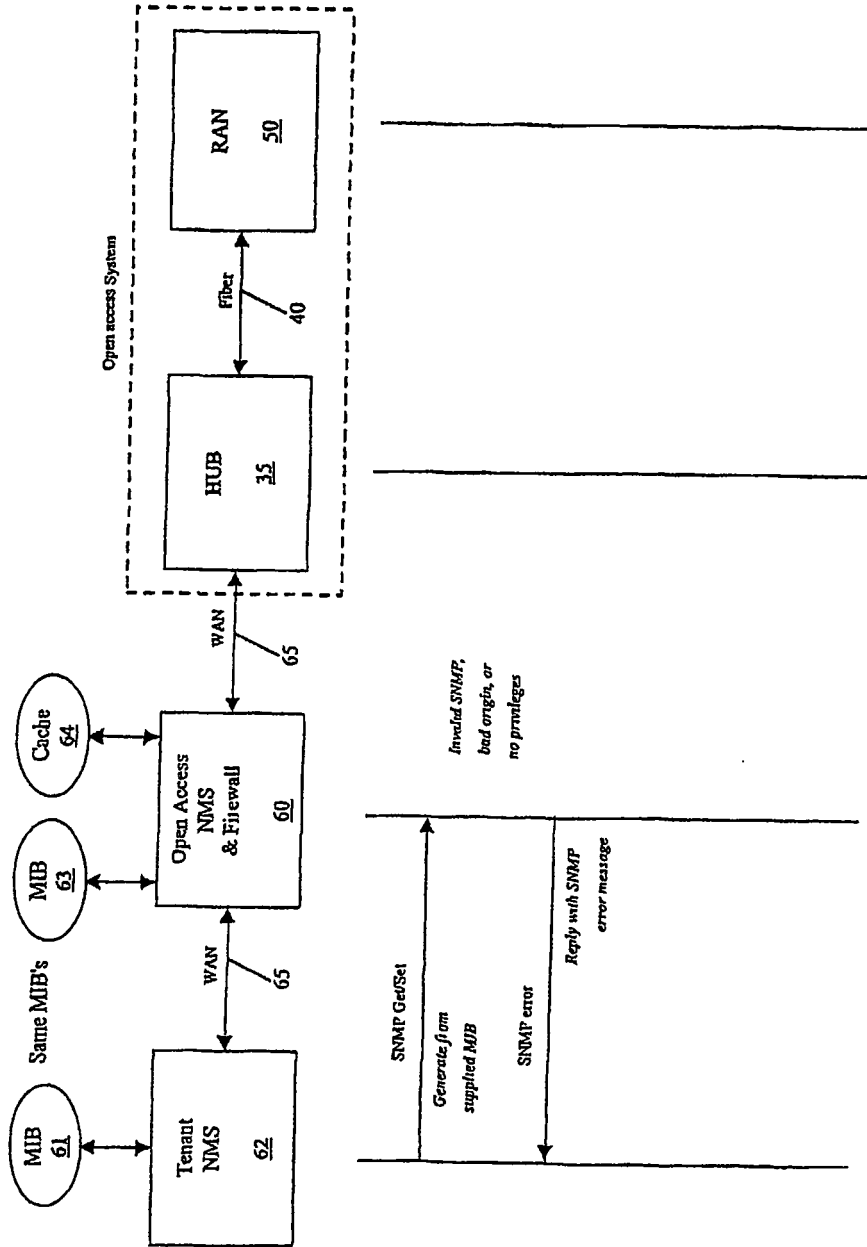 MIB
61
Same MIB's
MIB
63
Cache
64
Open access System
Tenant
NMS
62
WAN
65
Open Access
NMS
& Firewall
60
WAN
65
HUB
35
Fiber
40
RAN
50
SNMP Get/Set
Generate from
supplied MIB
Invalid SNMP,
bad origin, or
no privileges
SNMP error
Reply with SNMP
error message